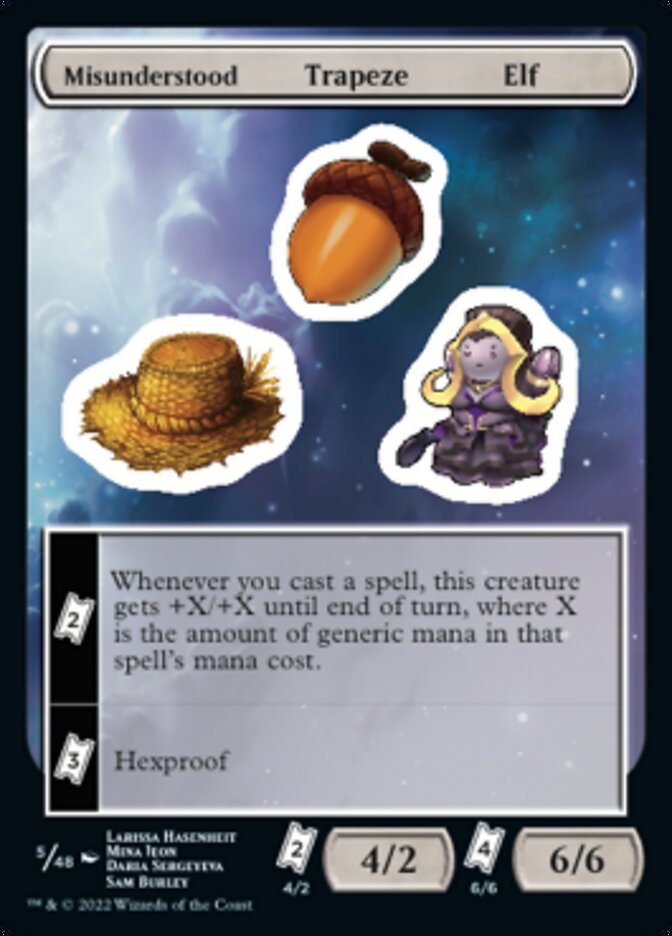 Misunderstood Trapeze Elf
2
Whenever you cast a spell, this creature
gets +X/+X until end of turn, where X
is the amount of generic mana in that
spell's mana cost.
3
Hexproof
5/48
Larissa Hasenheit
Mina Jeon
Daria Sergeyeva
Sam Burley
2
4/2
4/2
4
6/6
6/6
™ & © 2022 Wizards of the Coast